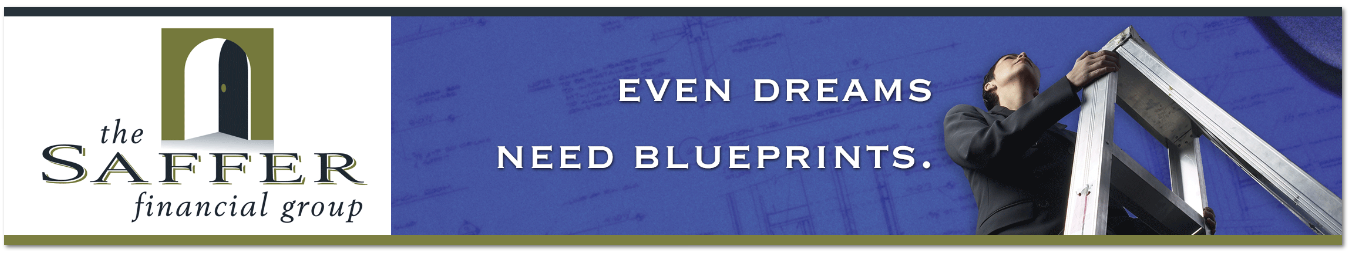 the
SAFFER
financial group
EVEN DREAMS
NEED BLUEPRINTS.